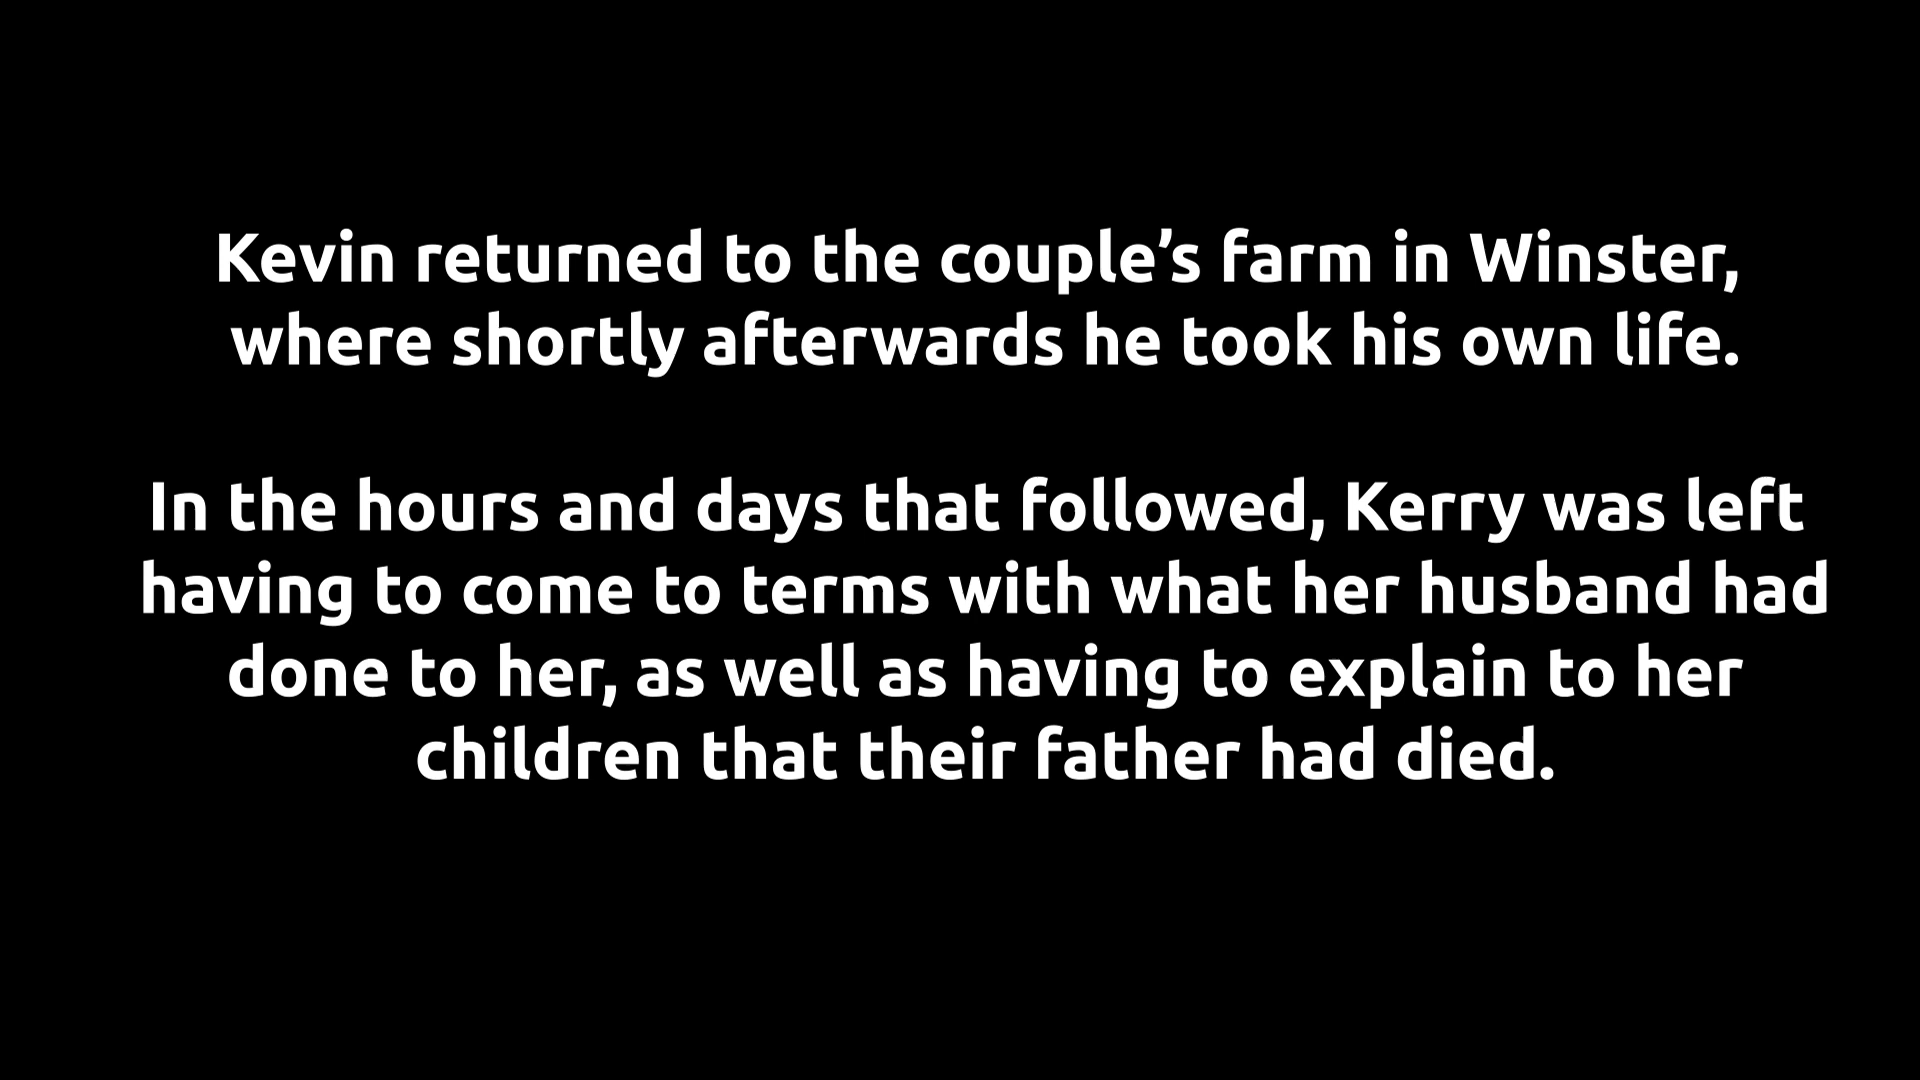 Kevin returned to the couple’s farm in Winster,
where shortly afterwards he took his own life.
In the hours and days that followed, Kerry was left
having to come to terms with what her husband had
done to her, as well as having to explain to her
children that their father had died.